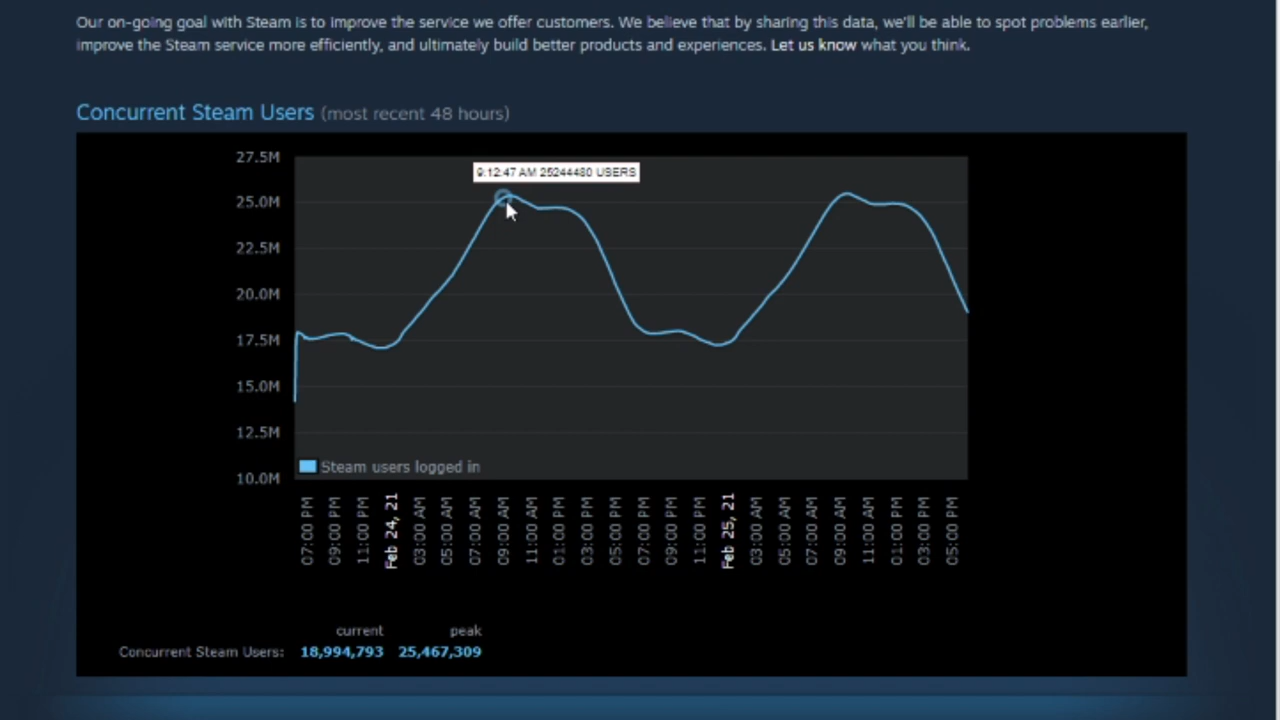 Our on-going goal with Steam is to improve the service we offer customers. We believe that by sharing this data, we'll be able to spot problems earlier,
improve the Steam service more efficiently, and ultimately build better products and experiences. Let us know what you think.
Concurrent Steam Users (most recent 48 hours)
27.5M
9:12:47 AM 25244480 USERS
25.0M
22.5M
20.0M
17.5M
15.0M
12.5M
Steam users logged in
10.0M
07:00 PM
09:00 PM
11:00 PM
Feb 24, 21
03:00 AM
05:00 AM
07:00 AM
09:00 AM
11:00 AM
01:00 PM
03:00 PM
05:00 PM
07:00 PM
09:00 PM
11:00 PM
Feb 25, 21
03:00 AM
05:00 AM
07:00 AM
09:00 AM
11:00 AM
01:00 PM
03:00 PM
05:00 PM
current peak
Concurrent Steam Users: 18,994,793 25,467,309